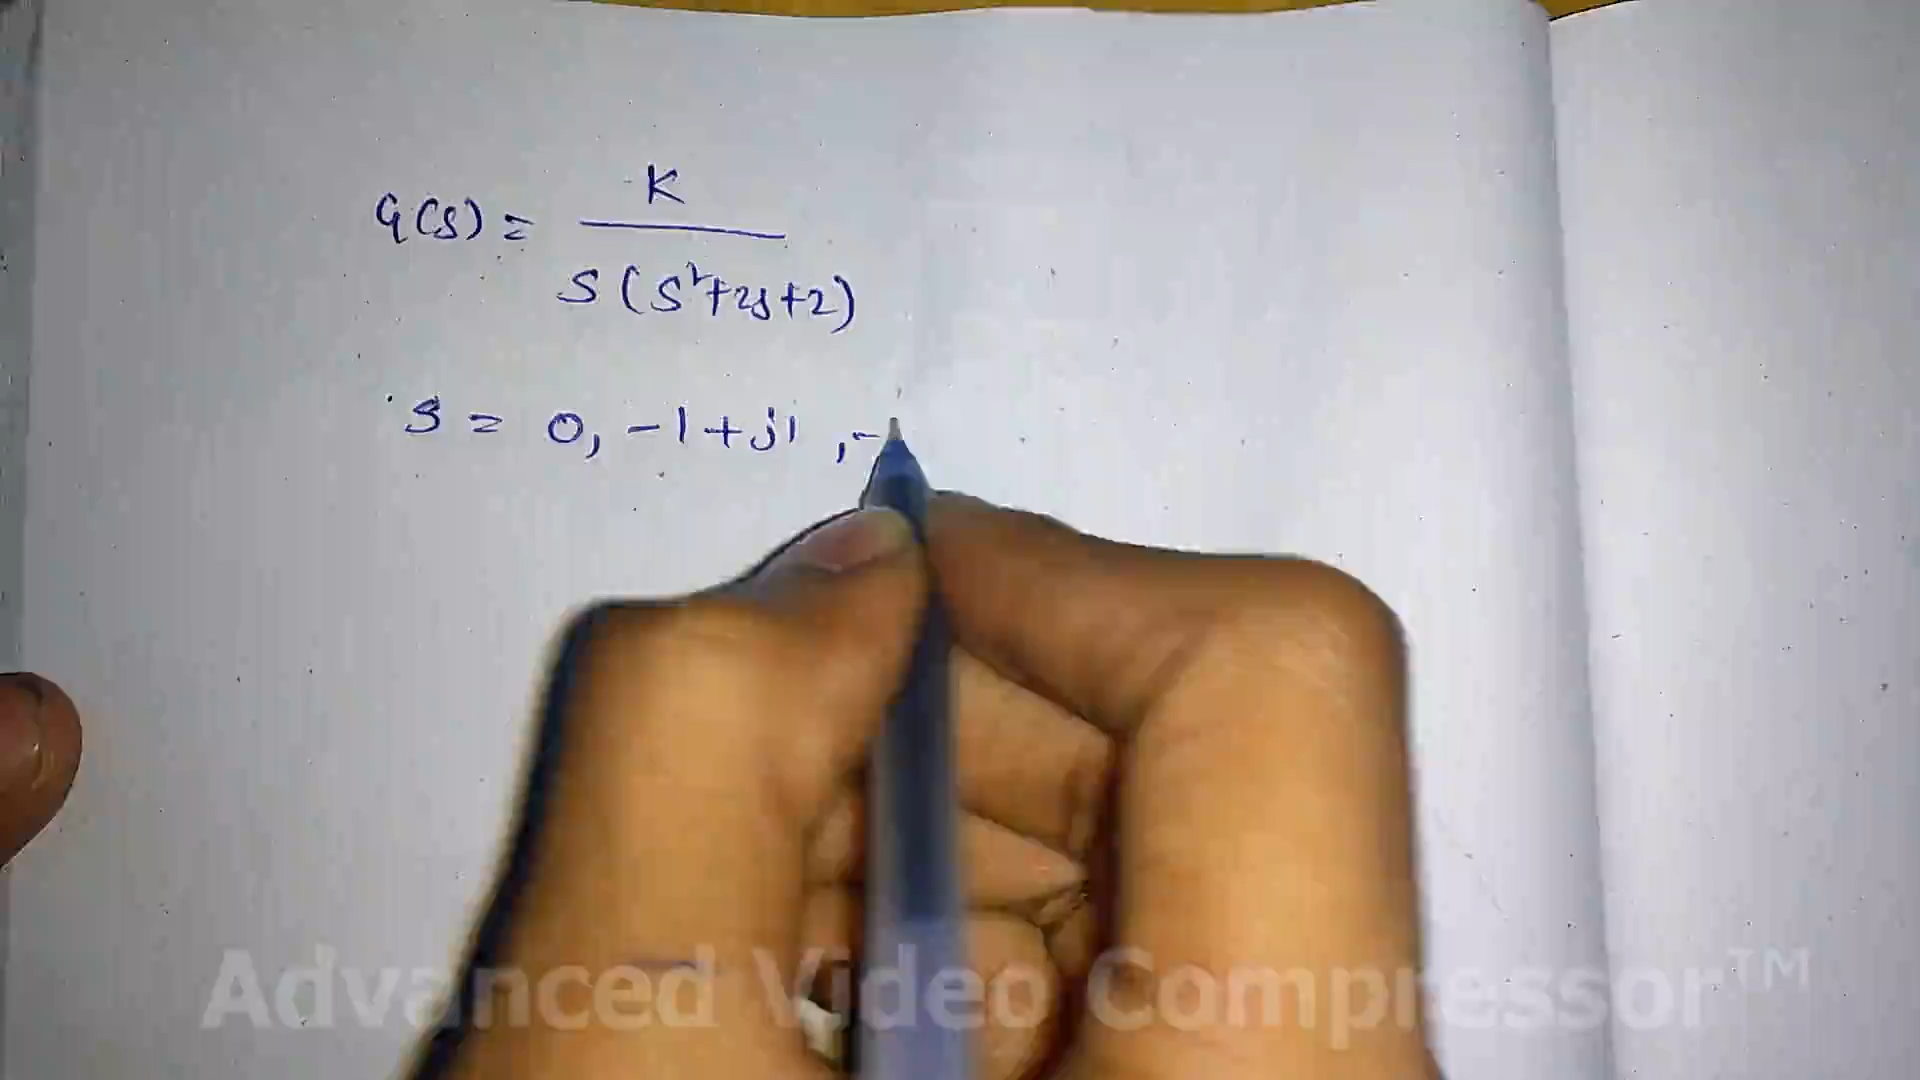 G(s) = K
s(s²+2s+2)
s = 0, -1+j1, -
Advanced Video Compressor™